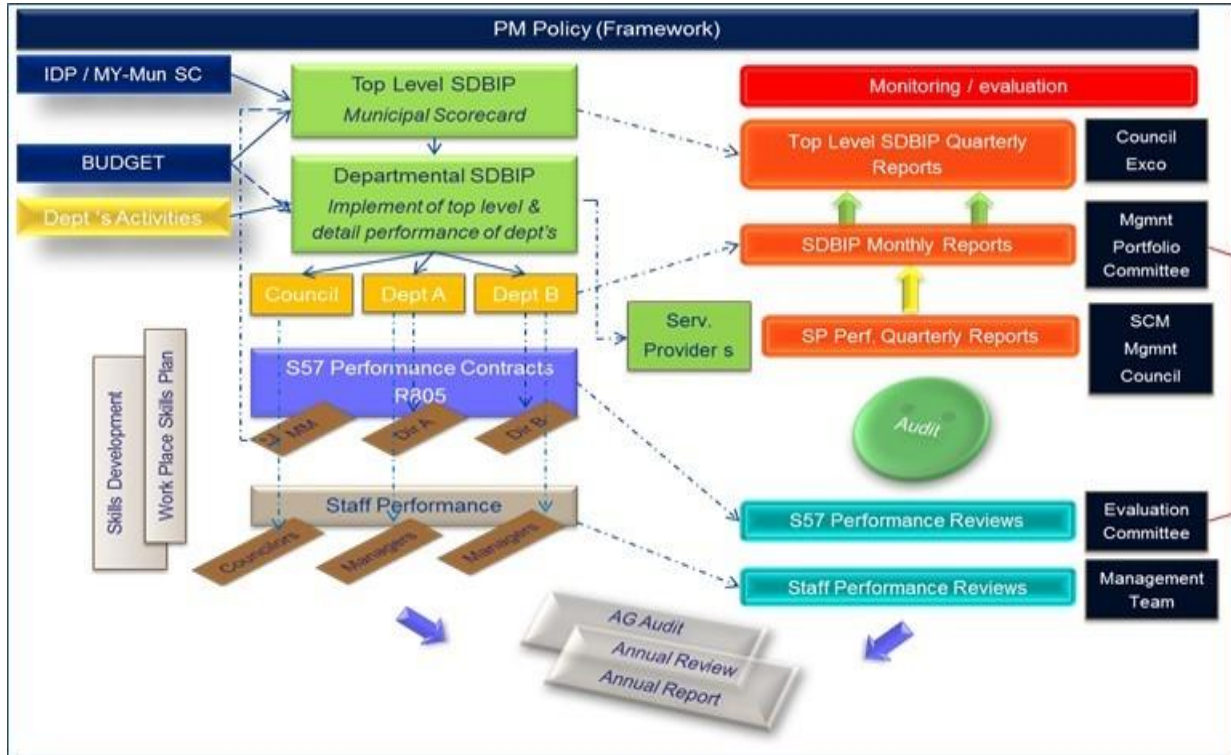 PM Policy (Framework)
IDP / MY-Mun SC
BUDGET
Dept 's Activities
Top Level SDBIP
Municipal Scorecard
Departmental SDBIP
Implement of top level &
detail performance of dept's
Council
Dept A
Dept B
S57 Performance Contracts
R805
MM
Dir A
Dir B
Staff Performance
Councilors
Managers
Managers
Skills Development
Work Place Skills Plan
Serv.
Provider s
Monitoring / evaluation
Top Level SDBIP Quarterly
Reports
Council
Exco
SDBIP Monthly Reports
Mgmnt
Portfolio
Committee
SP Perf. Quarterly Reports
SCM
Mgmnt
Council
Audit
S57 Performance Reviews
Evaluation
Committee
Staff Performance Reviews
Management
Team
AG Audit
Annual Review
Annual Report